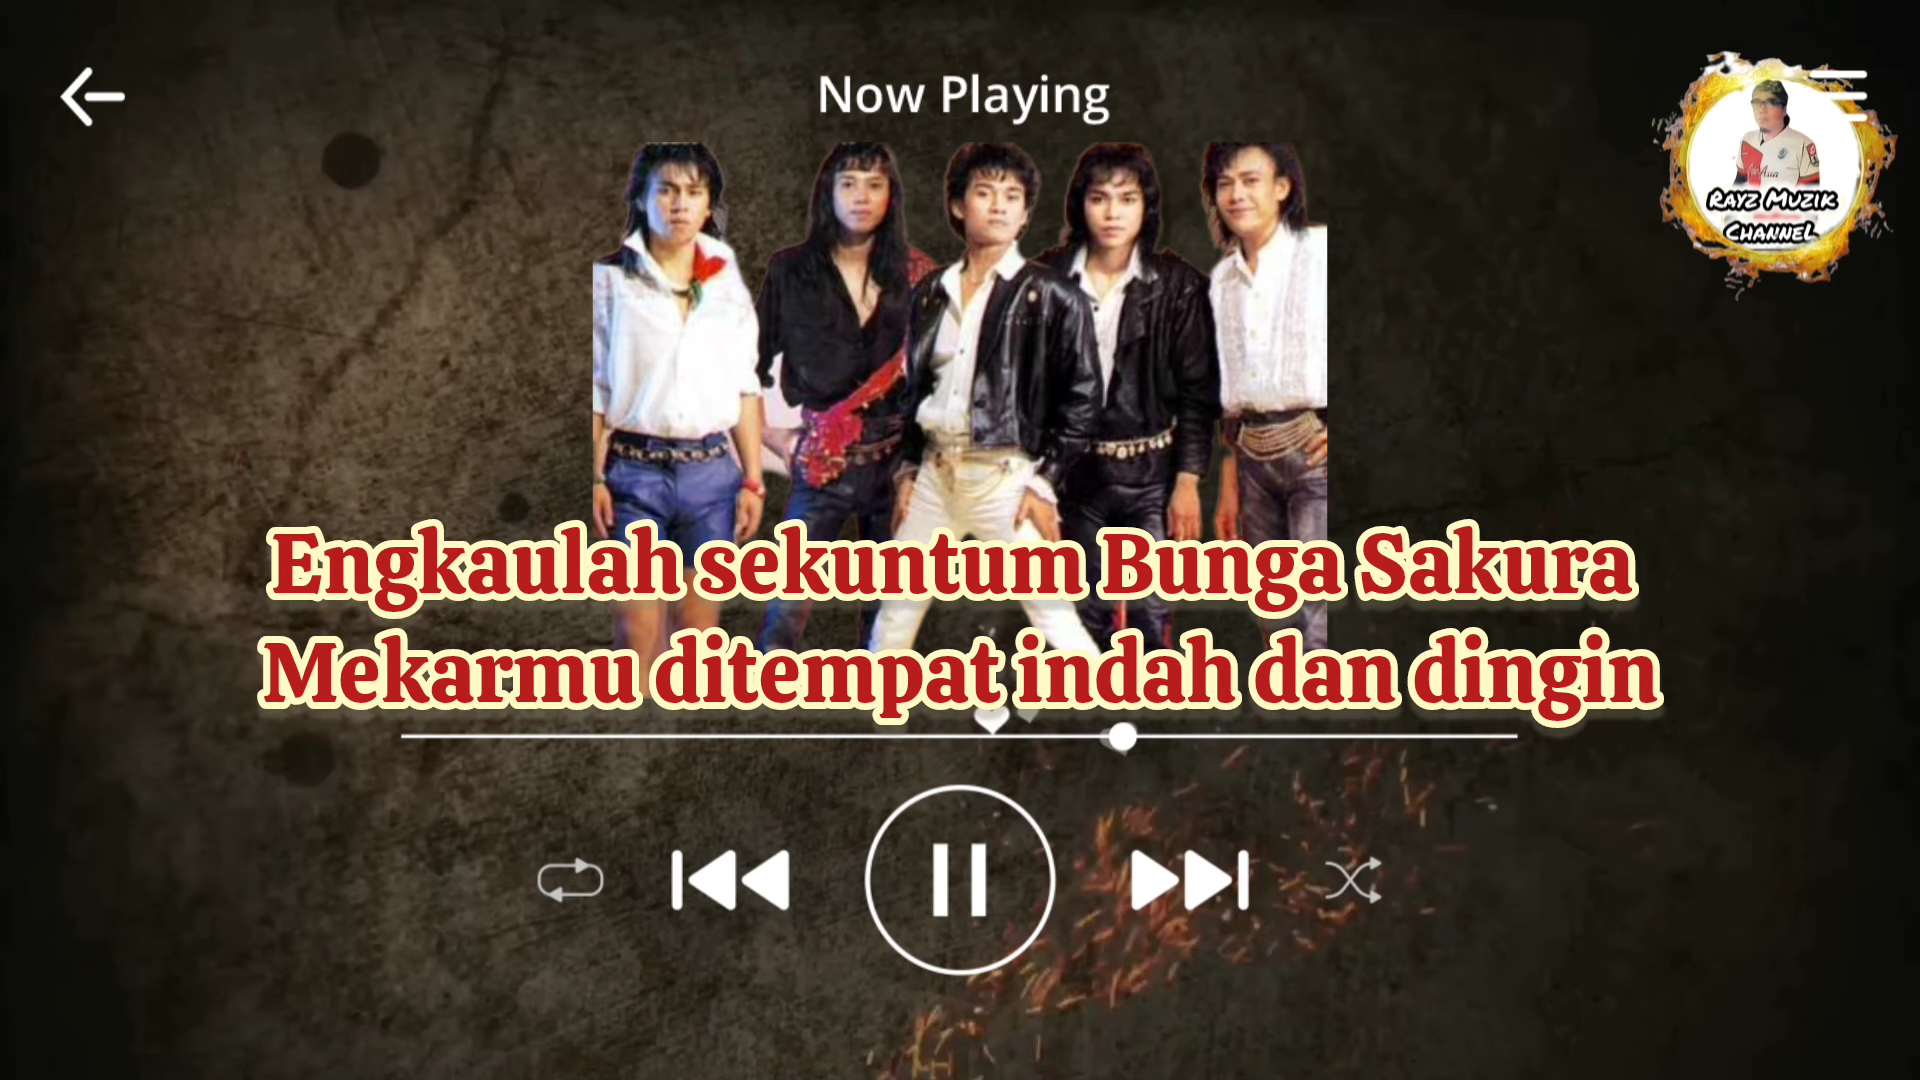 Now Playing
RAYZ MUZIK
CHANNEL
Engkaulah sekuntum Bunga Sakura
Mekarmu ditempat indah dan dingin